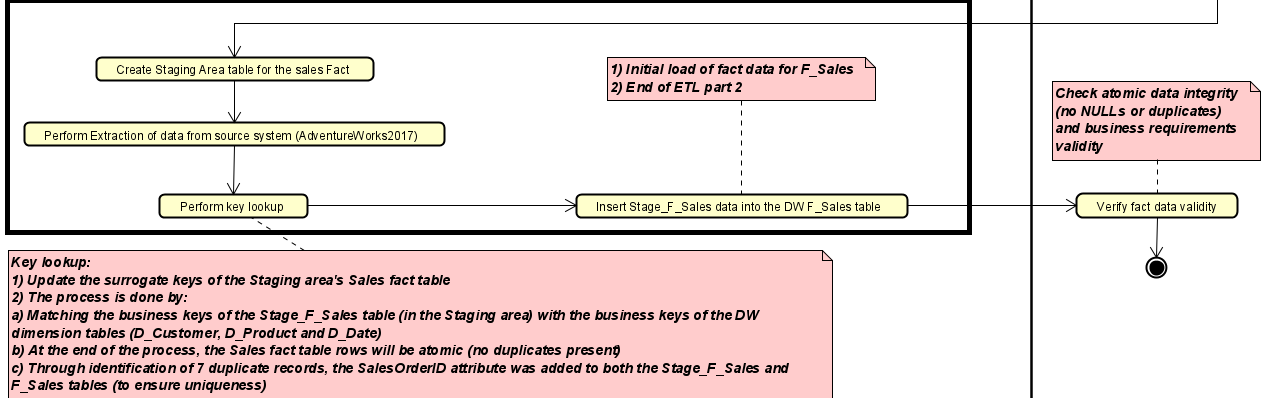 Create Staging Area table for the sales Fact
1) Initial load of fact data for F_Sales
2) End of ETL part 2
Check atomic data integrity
(no NULLs or duplicates)
and business requirements
validity
Perform Extraction of data from source system (AdventureWorks2017)
Perform key lookup
Insert Stage_F_Sales data into the DW F_Sales table
Verify fact data validity
Key lookup:
1) Update the surrogate keys of the Staging area's Sales fact table
2) The process is done by:
a) Matching the business keys of the Stage_F_Sales table (in the Staging area) with the business keys of the DW
dimension tables (D_Customer, D_Product and D_Date)
b) At the end of the process, the Sales fact table rows will be atomic (no duplicates present)
c) Through identification of 7 duplicate records, the SalesOrderID attribute was added to both the Stage_F_Sales and
F_Sales tables (to ensure uniqueness)